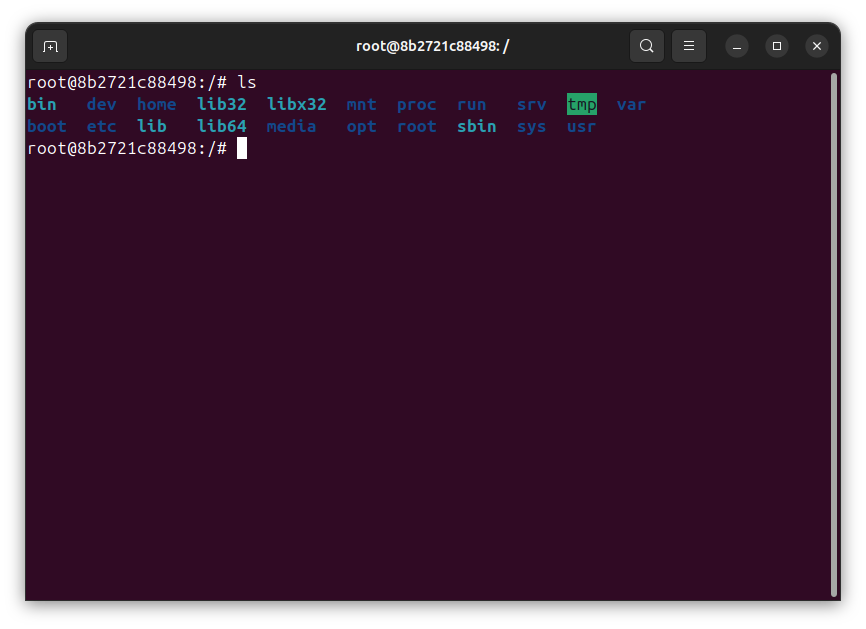 root@8b2721c88498: /
root@8b2721c88498:/# ls
bin   dev  home  lib32  libx32  mnt  proc  run   srv  tmp  var
boot  etc  lib   lib64  media   opt  root  sbin  sys  usr
root@8b2721c88498:/#